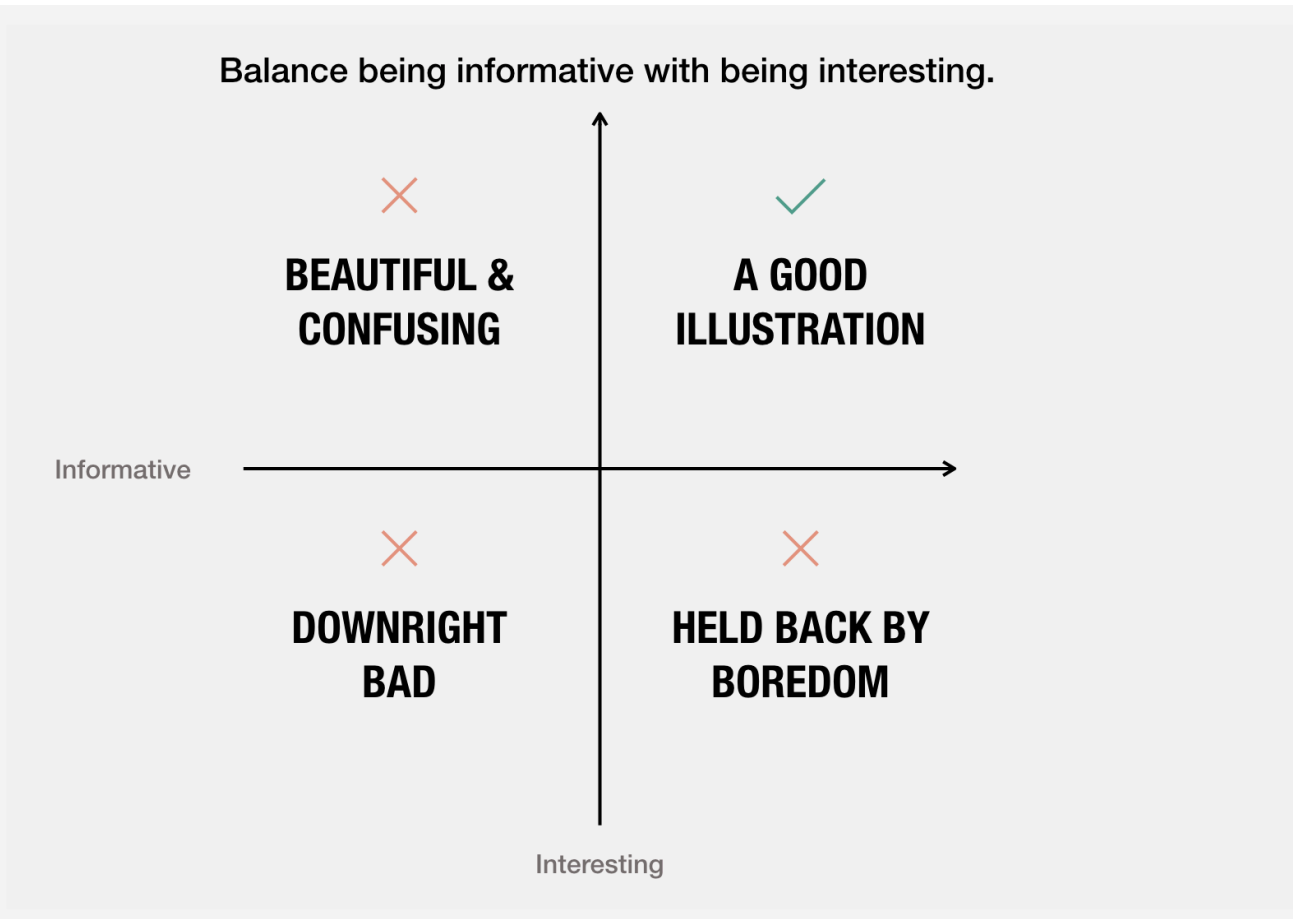 Balance being informative with being interesting.
BEAUTIFUL &
CONFUSING
A GOOD
ILLUSTRATION
Informative
DOWNRIGHT
BAD
HELD BACK BY
BOREDOM
Interesting